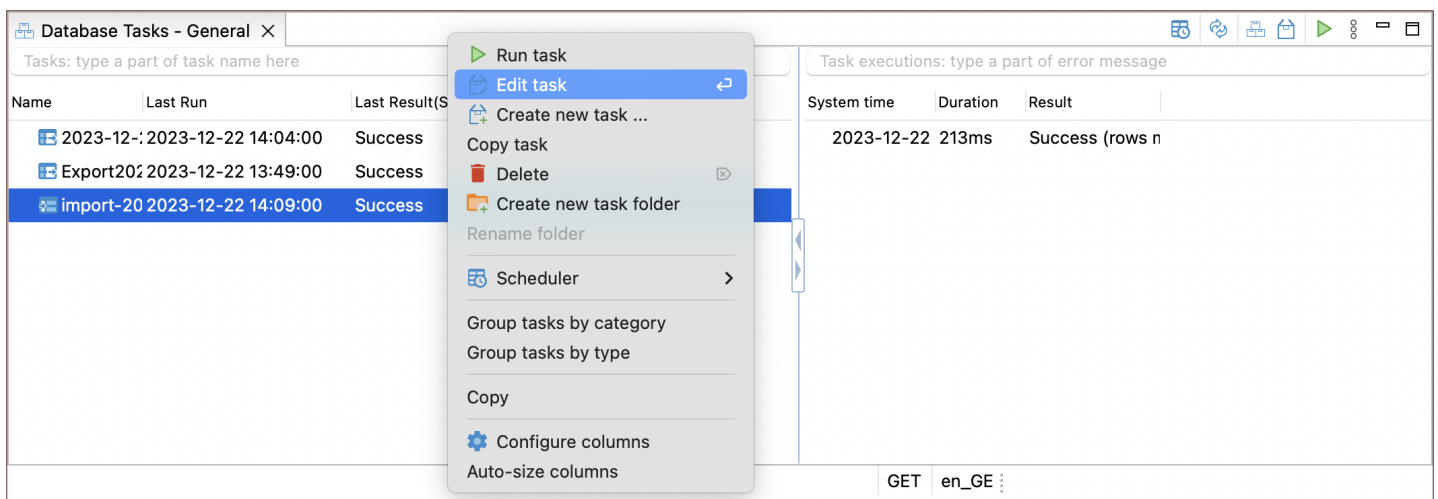 Database Tasks - General
Tasks: type a part of task name here
Task executions: type a part of error message
Name Last Run Last Result(S
System time Duration Result
2023-12-22 14:04:00 Success
2023-12-22 213ms Success (rows
Export202 2023-12-22 13:49:00 Success
import-20 2023-12-22 14:09:00 Success
Run task
Edit task
Create new task ...
Copy task
Delete
Create new task folder
Rename folder
Scheduler
Group tasks by category
Group tasks by type
Copy
Configure columns
Auto-size columns
GET en_GE